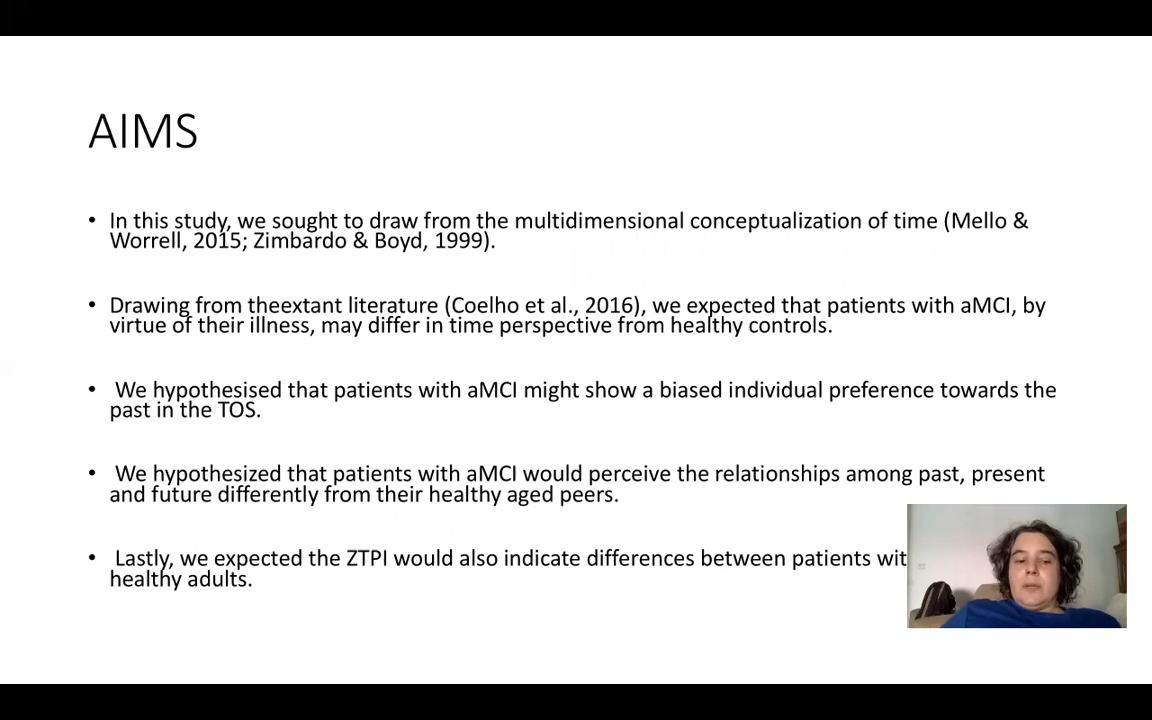 AIMS
• In this study, we sought to draw from the multidimensional conceptualization of time (Mello &
Worrell, 2015; Zimbardo & Boyd, 1999).
• Drawing from theextant literature (Coelho et al., 2016), we expected that patients with aMCI, by
virtue of their illness, may differ in time perspective from healthy controls.
• We hypothesised that patients with aMCI might show a biased individual preference towards the
past in the TOS.
• We hypothesized that patients with aMCI would perceive the relationships among past, present
and future differently from their healthy aged peers.
• Lastly, we expected the ZTPI would also indicate differences between patients wit
healthy adults.